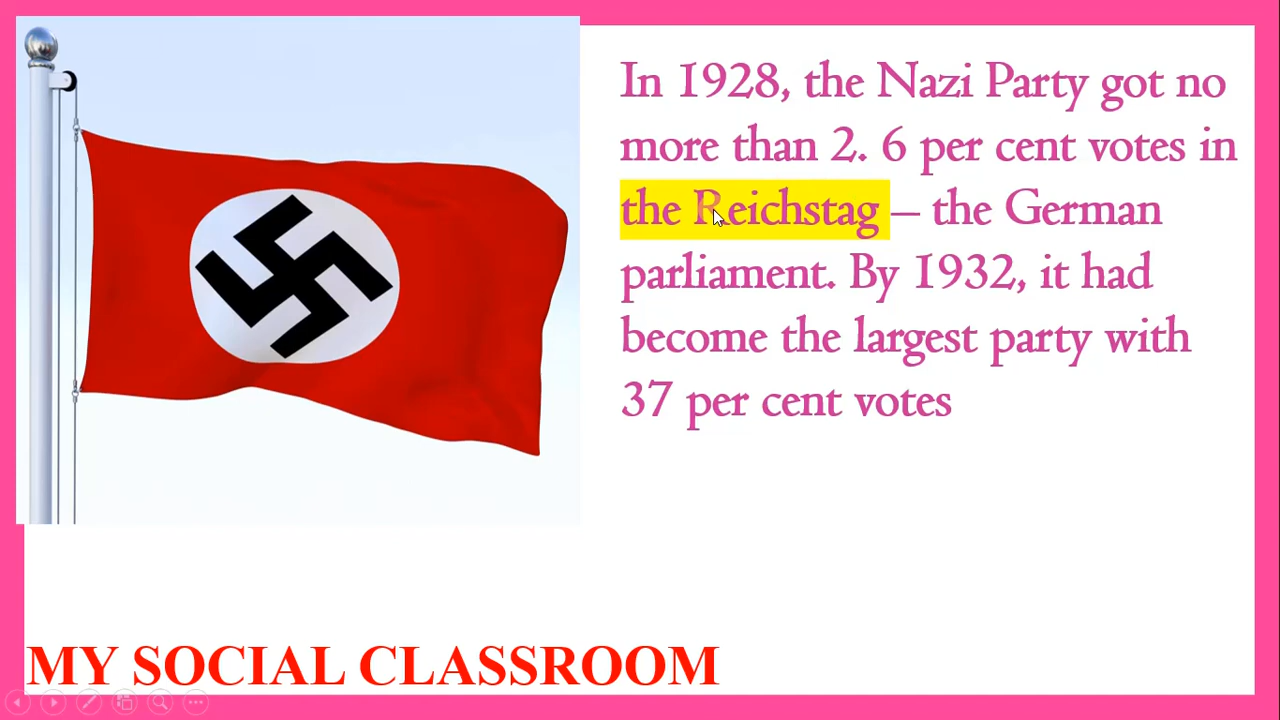 In 1928, the Nazi Party got no
more than 2. 6 per cent votes in
the Reichstag – the German
parliament. By 1932, it had
become the largest party with
37 per cent votes
MY SOCIAL CLASSROOM